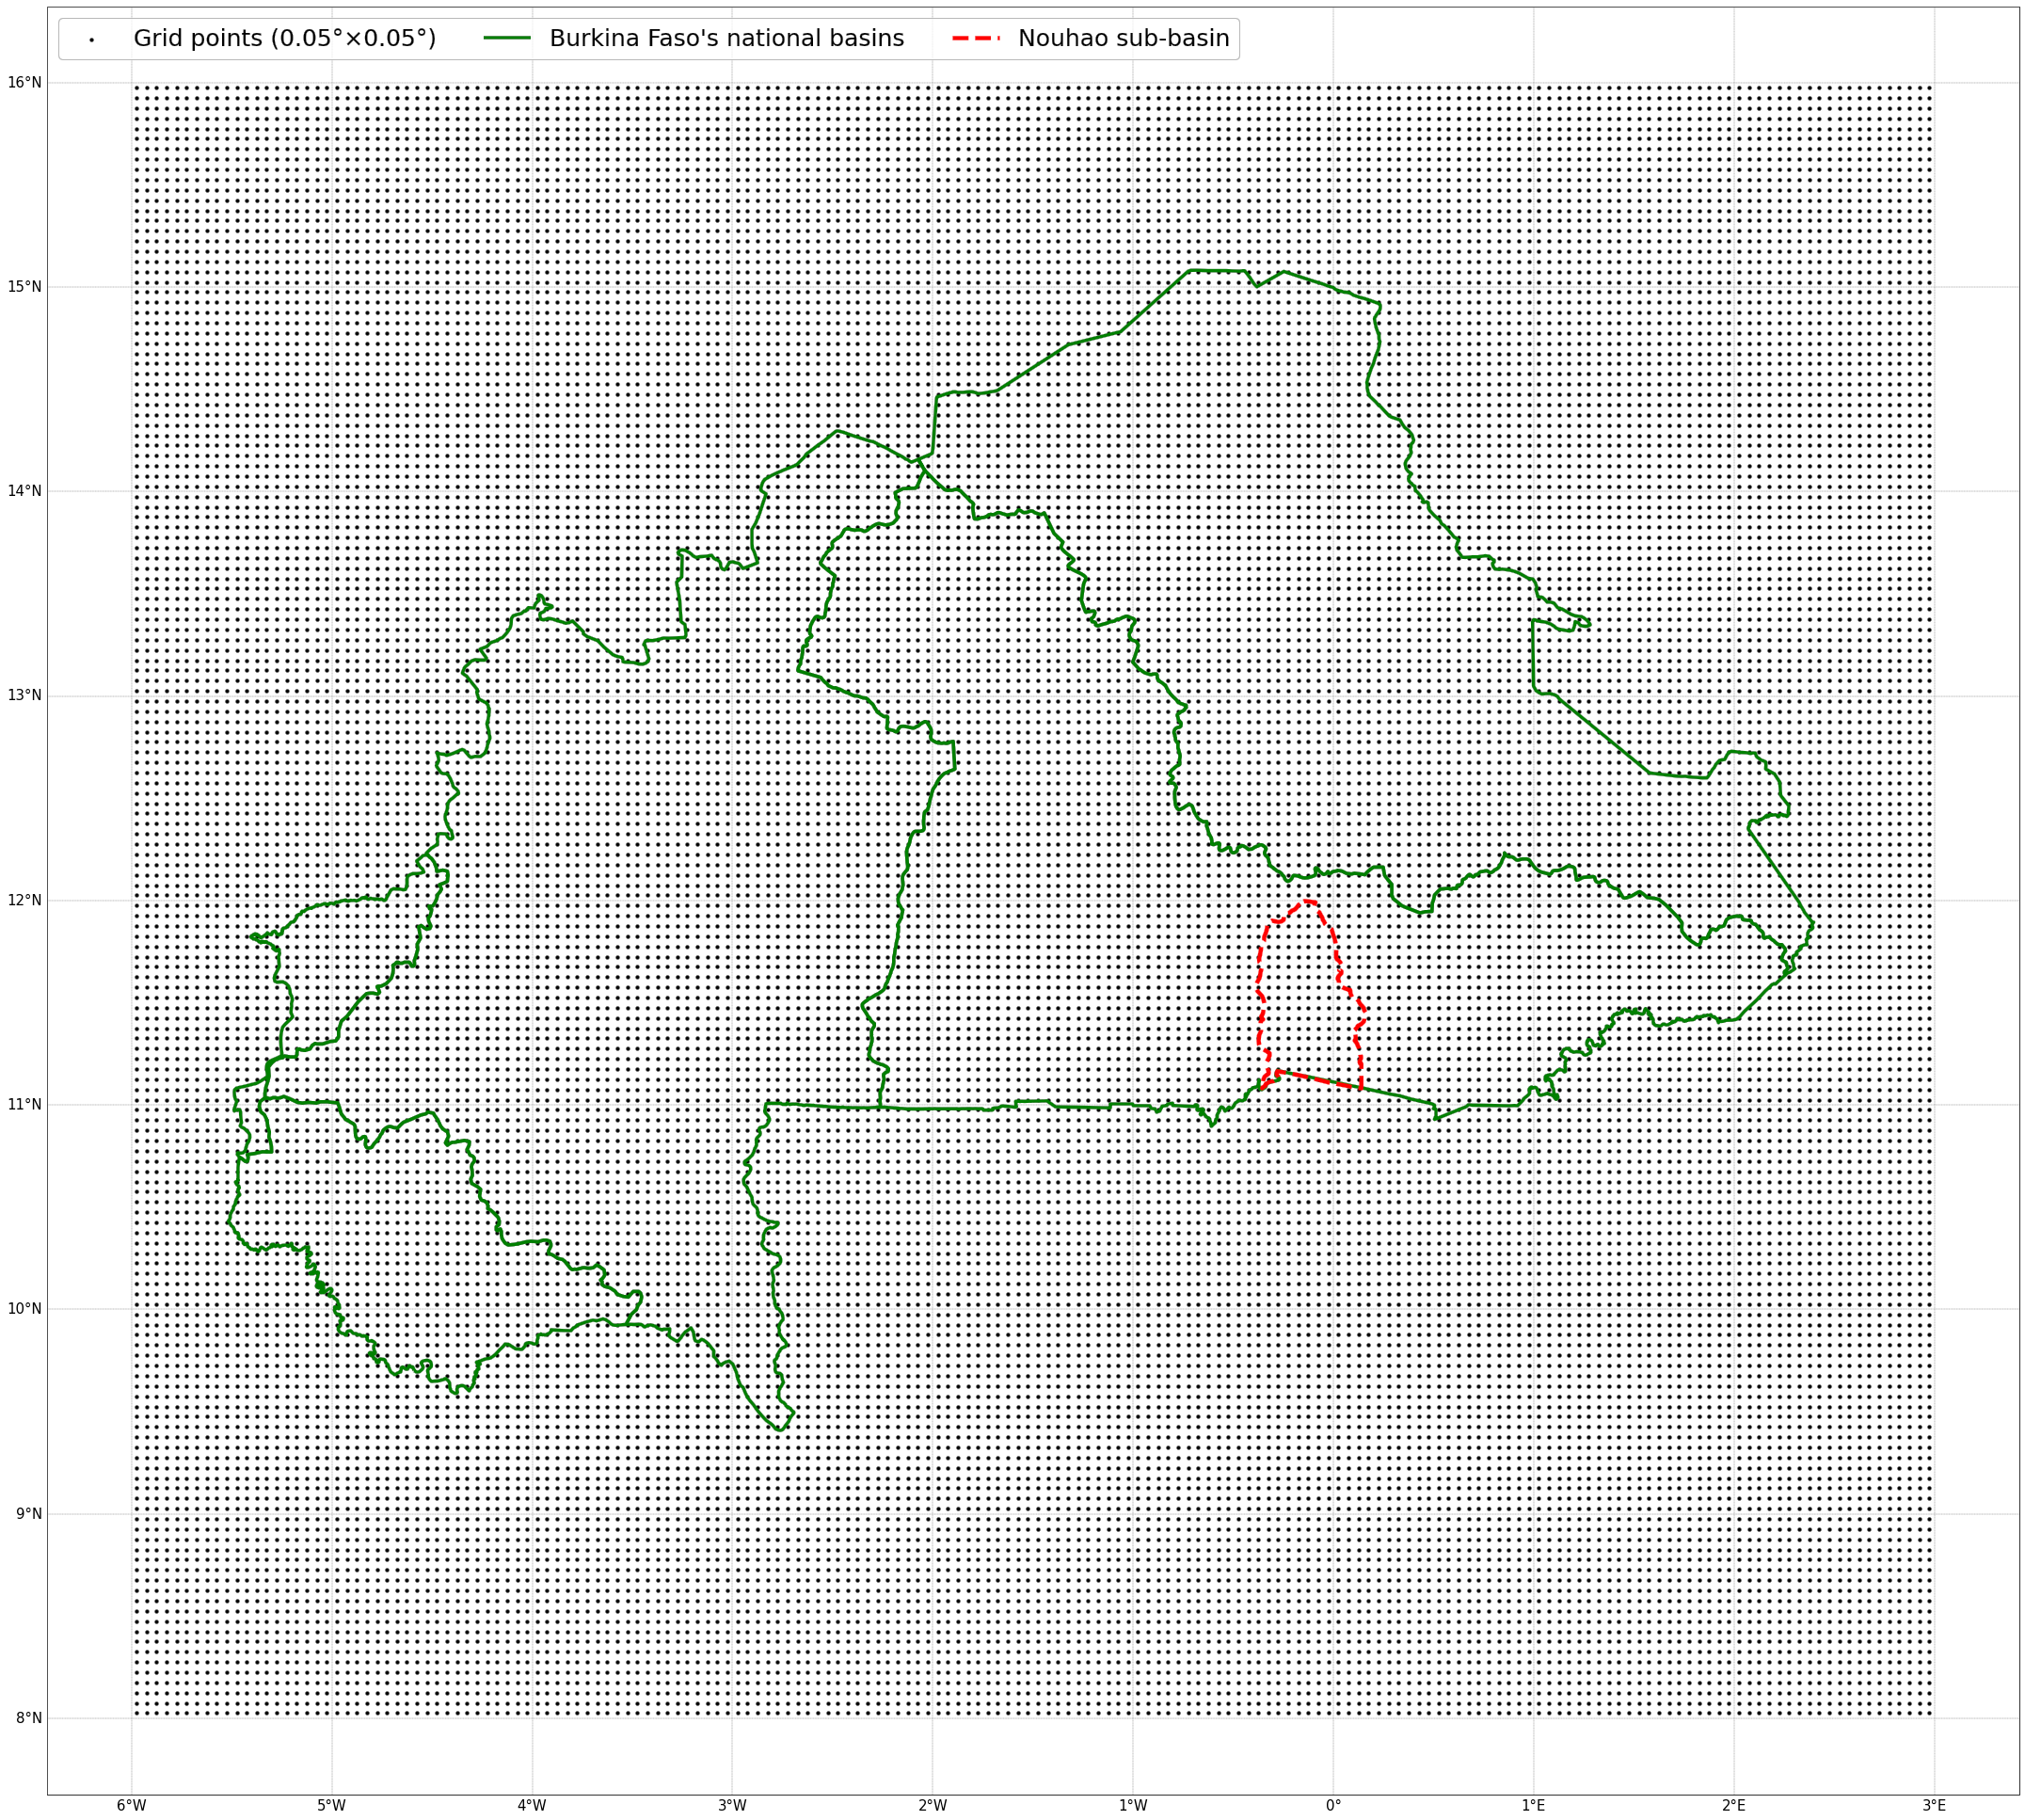 Grid points (0.05°×0.05°) Burkina Faso's national basins Nouhao sub-basin
16°N
15°N
14°N
13°N
12°N
11°N
10°N
9°N
8°N
6°W 5°W 4°W 3°W 2°W 1°W 0° 1°E 2°E 3°E